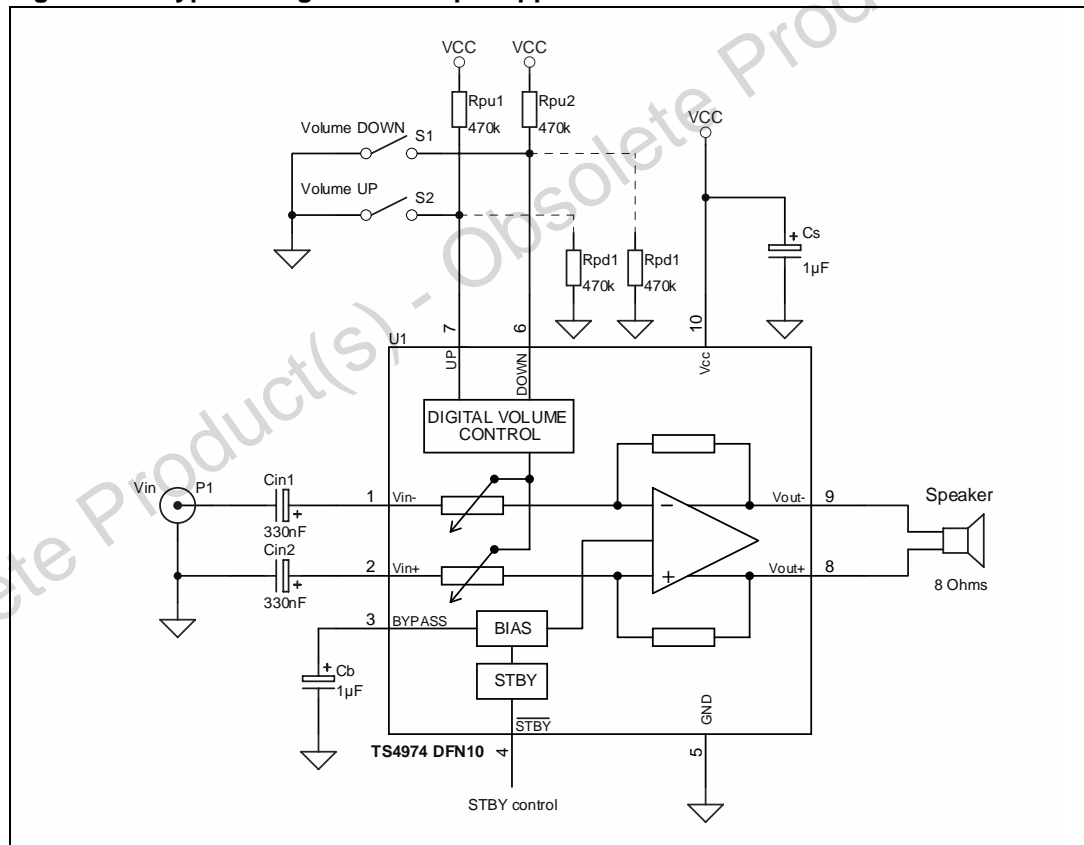 VCC
VCC
Rpu1
470k
Rpu2
470k
VCC
Volume DOWN
S1
Volume UP
S2
Cs
+
1µF
Rpd1
470k
Rpd1
470k
7
6
10
U1
UP
DOWN
Vcc
DIGITAL VOLUME
CONTROL
Vin
P1
Cin1
+
330nF
1
Vin-
-
Vout-
9
Speaker
Cin2
+
330nF
2
Vin+
+
Vout+
8
8 Ohms
3
BYPASS
BIAS
+
Cb
1µF
STBY
STBY
GND
TS4974 DFN10
4
5
STBY control
Product(s) - Obsolete Prod